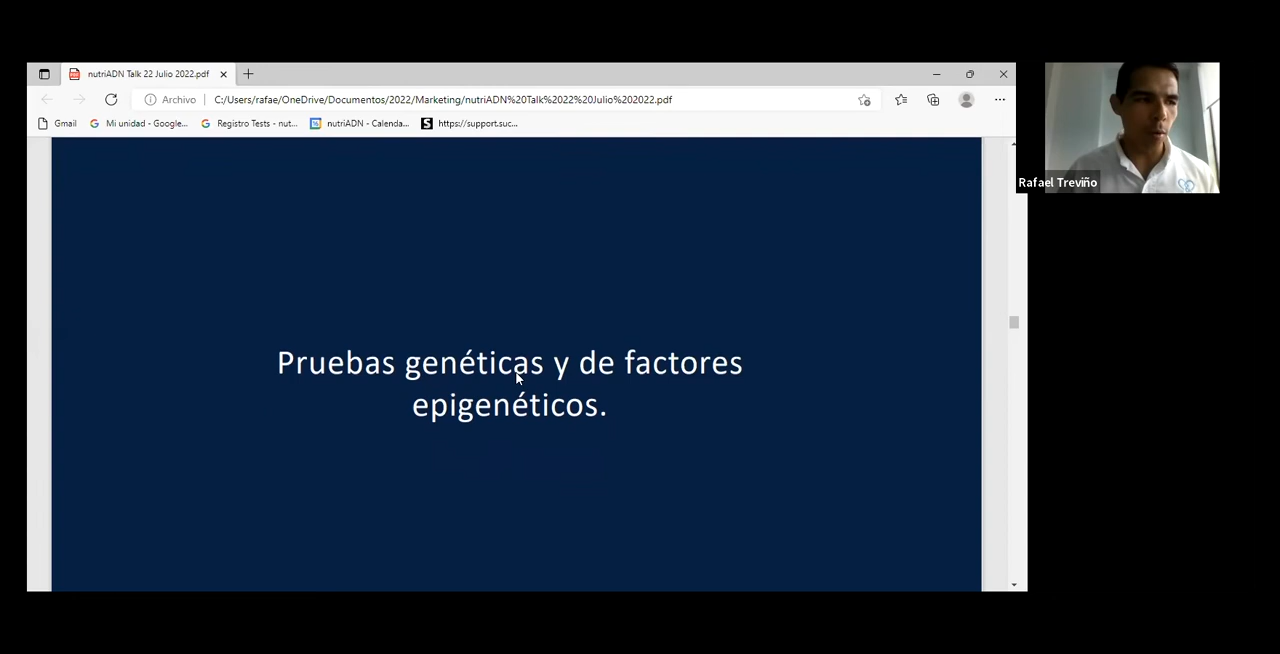 nutriADN Talk 22 Julio 2022.pdf
Archivo
C:/Users/rafae/OneDrive/Documentos/2022/Marketing/nutriADN%20Talk%2022%20Julio%202022.pdf
Gmail
Mi unidad - Google...
Registro Tests - nut...
nutriADN - Calenda...
https://support.suc...
Rafael Treviño
Pruebas genéticas y de factores
epigenéticos.